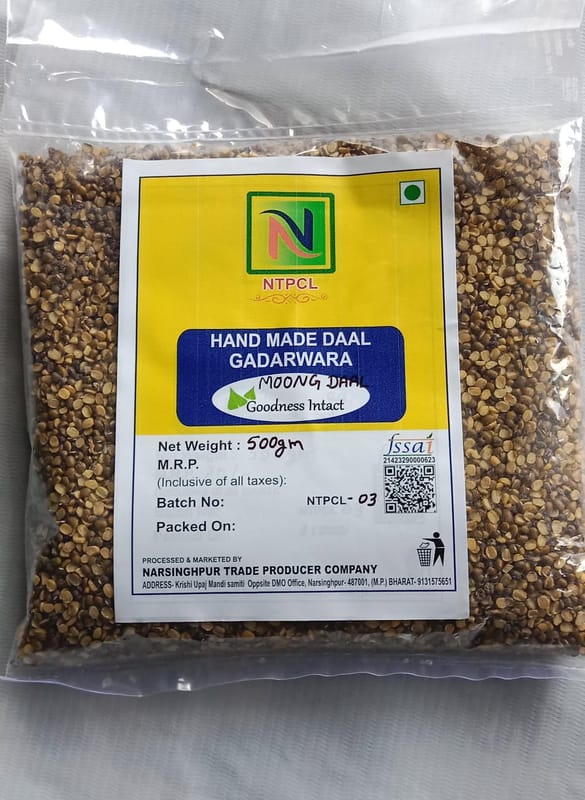 N
NTPCL
HAND MADE DAAL
GADARWARA
MOONG DAAL
Goodness Intact
Net Weight : 500gm
M.R.P.
(Inclusive of all taxes):
Batch No: NTPCL-03
Packed On:
fssai
21423290000623
PROCESSED & MARKETED BY
NARSINGHPUR TRADE PRODUCER COMPANY
ADDRESS- Krishi Upaj Mandi samiti Oppsite DMO Office, Narsinghpur- 487001, (M.P.) BHARAT- 9131575651